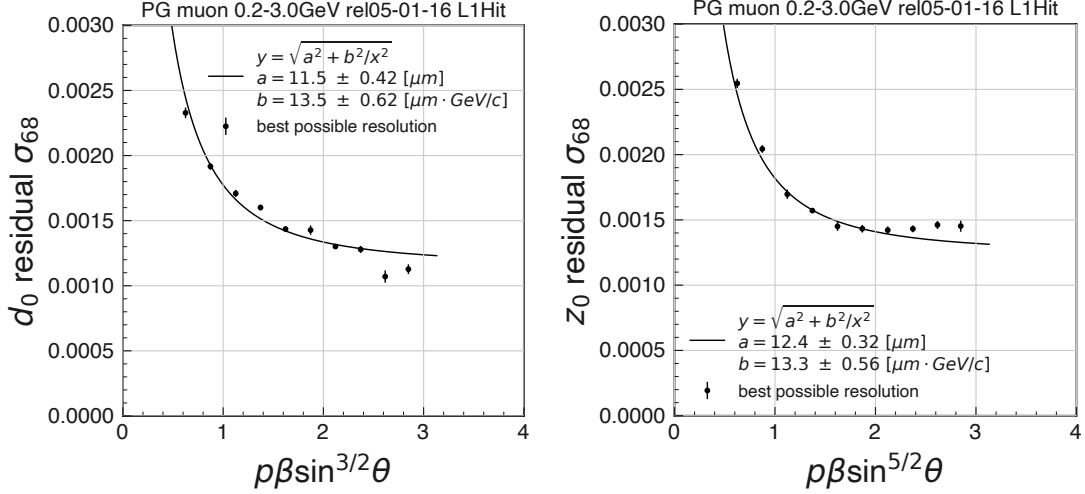 PG muon 0.2-3.0GeV rel05-01-16 L1Hit
0.0030
0.0025
0.0020
0.0015
0.0010
0.0005
0.0000
d₀ residual σ₆₈
y = √(a² + b²/x²)
a = 11.5 ± 0.42 [μm]
b = 13.5 ± 0.62 [μm · GeV/c]
best possible resolution
0 1 2 3 4
pβsin³ᐟ²θ
PG muon 0.2-3.0GeV rel05-01-16 L1Hit
0.0030
0.0025
0.0020
0.0015
0.0010
0.0005
0.0000
z₀ residual σ₆₈
y = √(a² + b²/x²)
a = 12.4 ± 0.32 [μm]
b = 13.3 ± 0.56 [μm · GeV/c]
best possible resolution
0 1 2 3 4
pβsin⁵ᐟ²θ